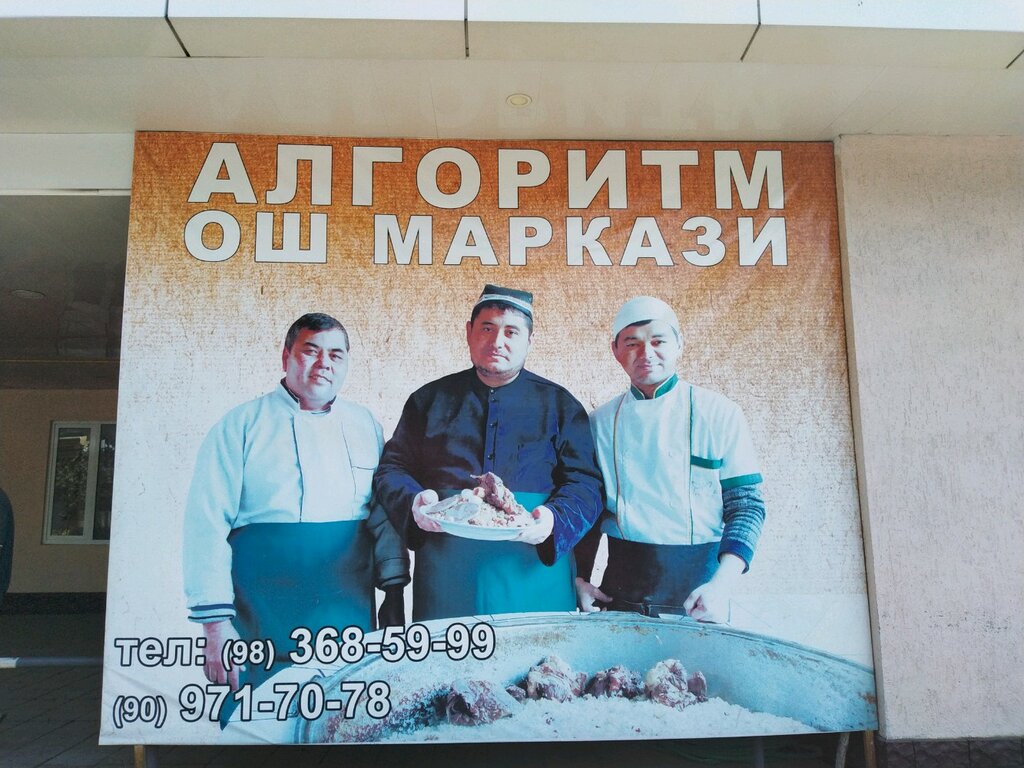 АЛГОРИТМ
ОШ МАРКАЗИ
тел: (98) 368-59-99
(90) 971-70-78